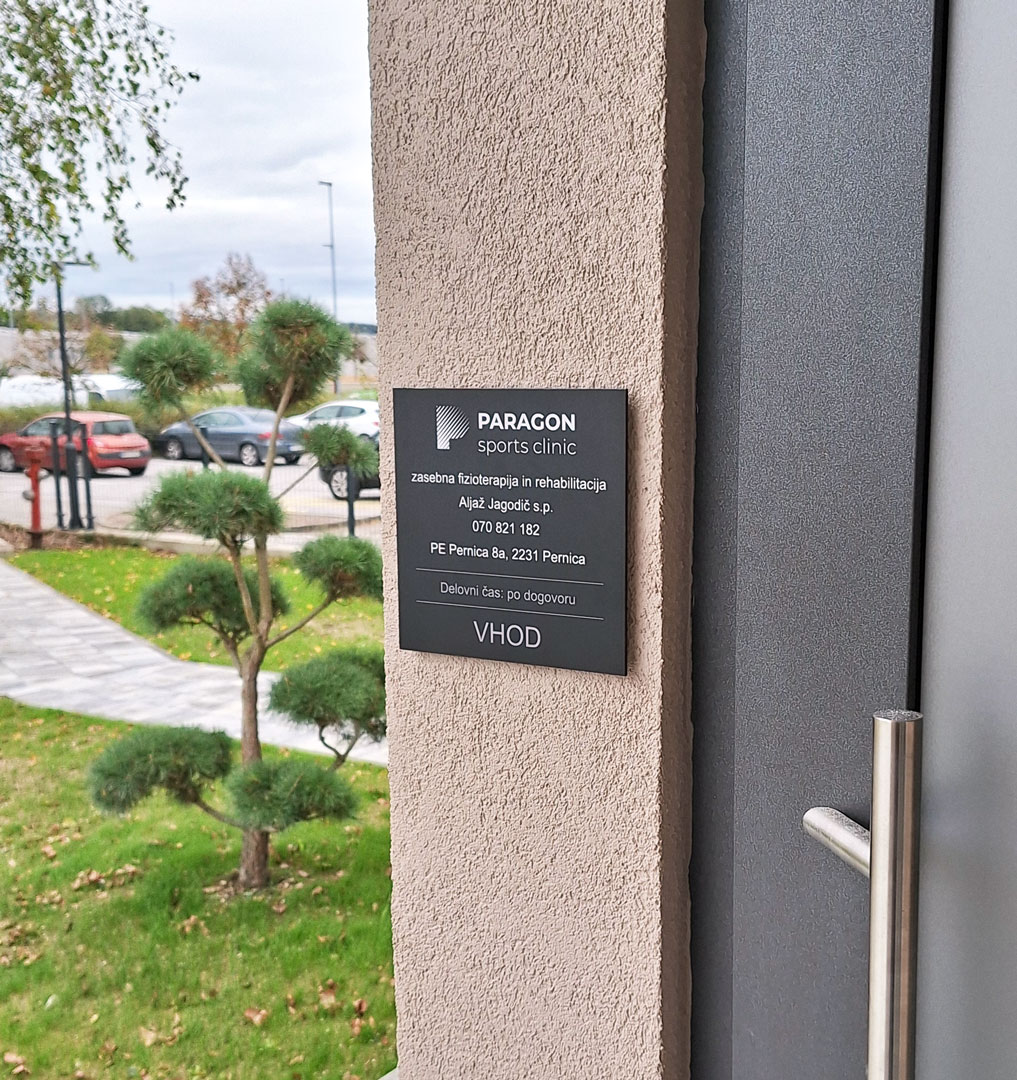 PARAGON
sports clinic
zasebna fizioterapija in rehabilitacija
Aljaž Jagodič s.p.
070 821 182
PE Pernica 8a, 2231 Pernica
Delovni čas: po dogovoru
VHOD